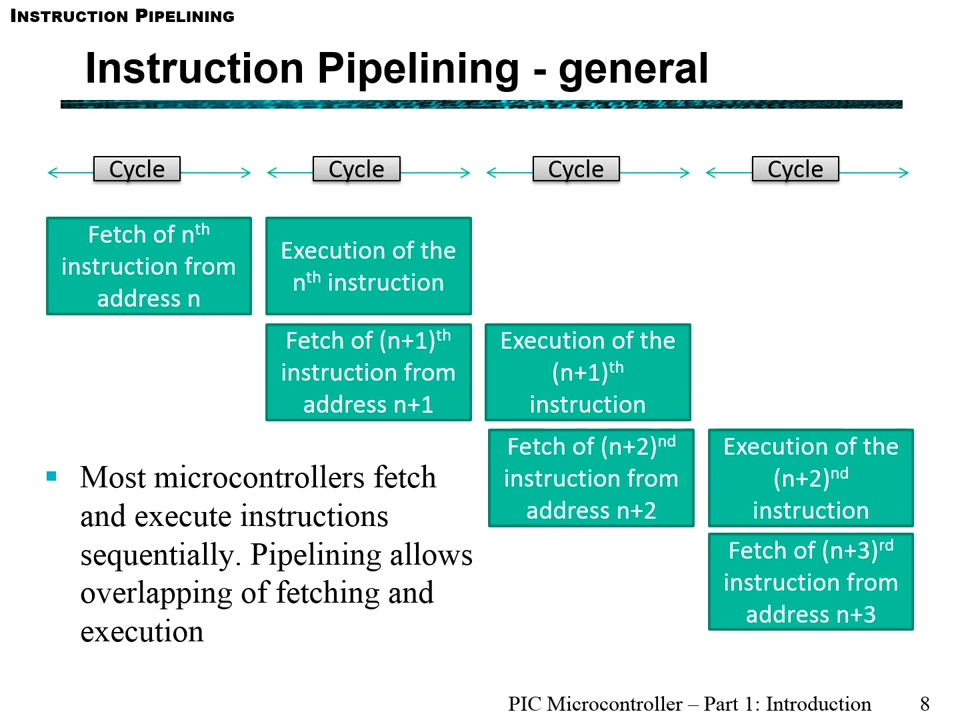 INSTRUCTION PIPELINING
Instruction Pipelining - general
Cycle
Cycle
Cycle
Cycle
Fetch of nth
instruction from
address n
Execution of the
nth instruction
Fetch of (n+1)th
instruction from
address n+1
Execution of the
(n+1)th
instruction
Fetch of (n+2)nd
instruction from
address n+2
Execution of the
(n+2)nd
instruction
Fetch of (n+3)rd
instruction from
address n+3
▪ Most microcontrollers fetch
and execute instructions
sequentially. Pipelining allows
overlapping of fetching and
execution
PIC Microcontroller – Part 1: Introduction 8